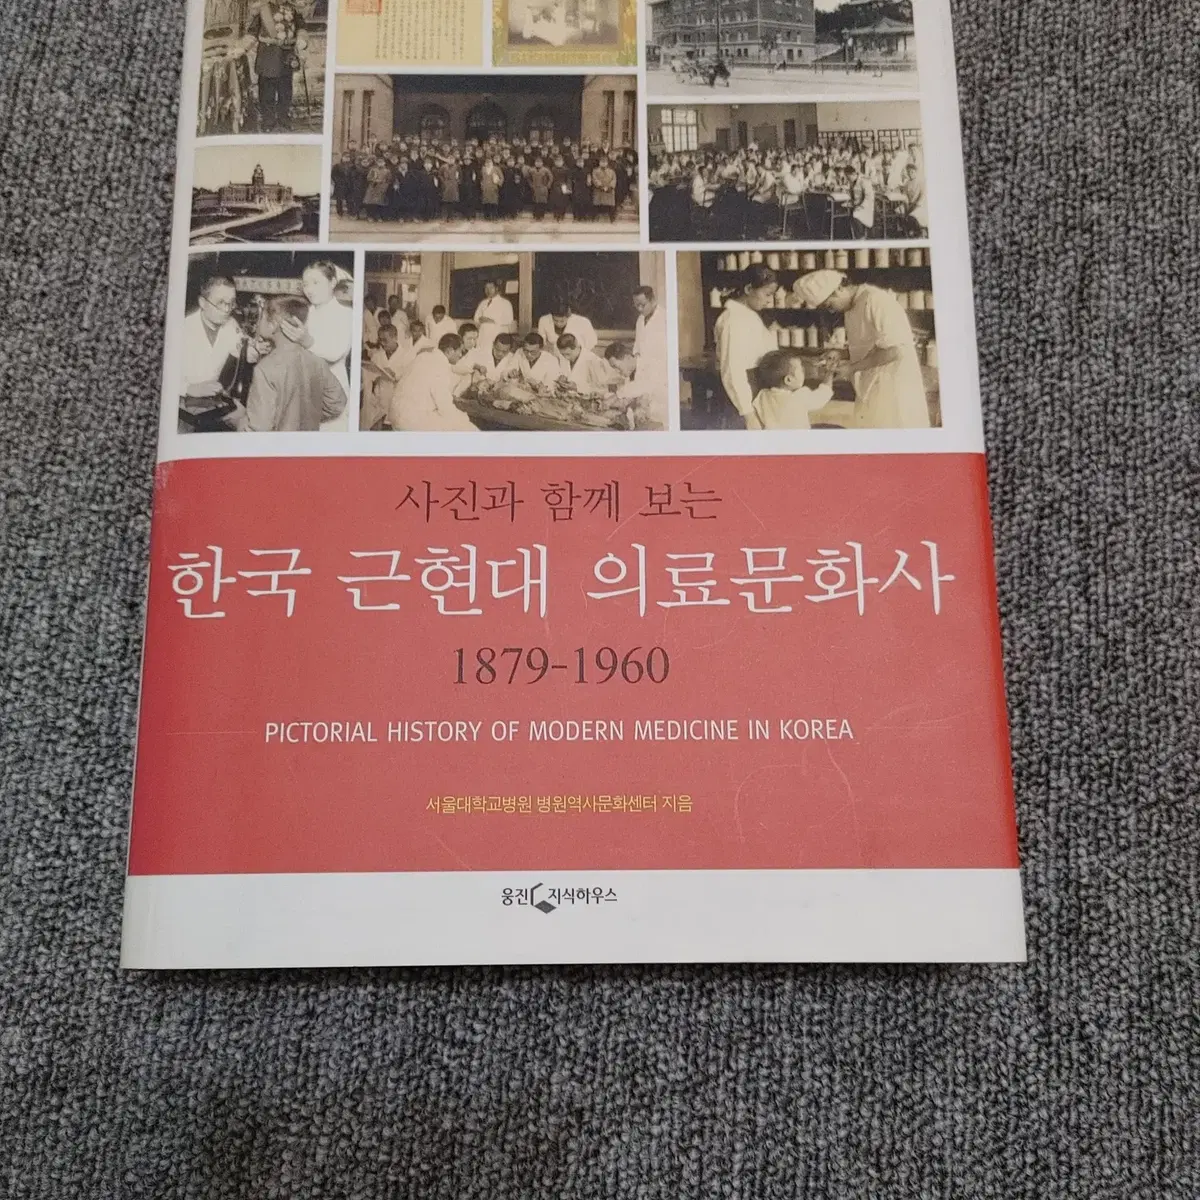 사진과 함께 보는
한국 근현대 의료문화사
1879-1960
PICTORIAL HISTORY OF MODERN MEDICINE IN KOREA
서울대학교병원 병원역사문화센터 지음
웅진 지식하우스